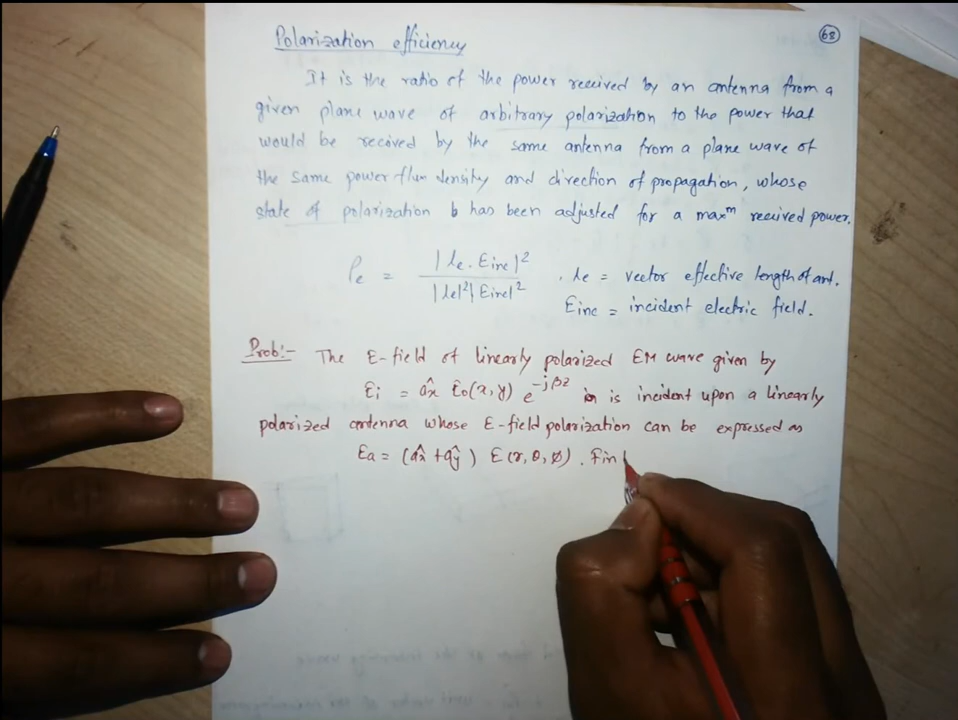 68
Polarization efficiency
It is the ratio of the power received by an antenna from a
given plane wave of arbitrary polarization to the power that
would be recived by the same antenna from a plane wave of
the same power flux density and direction of propagation, whose
state of polarization b has been adjusted for a maxᵐ received power.
Pe = |le . Einc|² / |le|² |Einc|² . le = vector effective length of ant.
Einc = incident electric field.
Prob:- The E-field of linearly polarized EM wave given by
Ei = âx E0(x, y) e^-jβz is incident upon a linearly
polarized antenna whose E-field polarization can be expressed as
Ea = (âx + ây) E(r, θ, φ). Fin